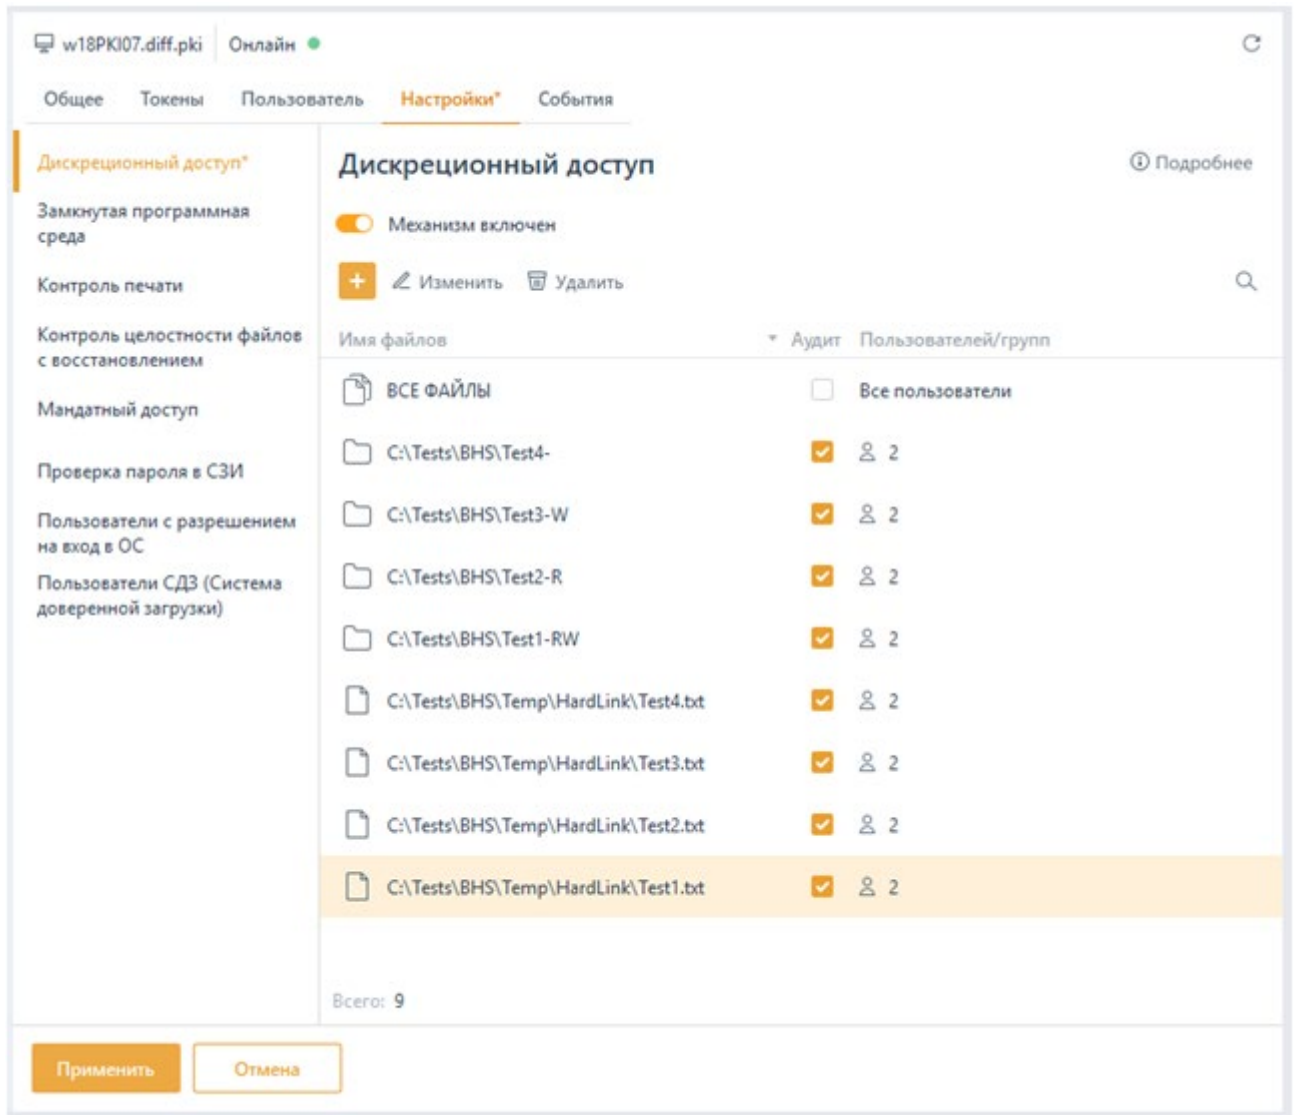 w18PKI07.diff.pki Онлайн
Общее Токены Пользователь Настройки* События
Дискреционный доступ*
Замкнутая программная
среда
Контроль печати
Контроль целостности файлов
с восстановлением
Мандатный доступ
Проверка пароля в СЗИ
Пользователи с разрешением
на вход в ОС
Пользователи СДЗ (Система
доверенной загрузки)
Дискреционный доступ Подробнее
Механизм включен
Изменить Удалить
Имя файлов Аудит Пользователей/групп
ВСЕ ФАЙЛЫ Все пользователи
C:\Tests\BHS\Test4- 2
C:\Tests\BHS\Test3-W 2
C:\Tests\BHS\Test2-R 2
C:\Tests\BHS\Test1-RW 2
C:\Tests\BHS\Temp\HardLink\Test4.txt 2
C:\Tests\BHS\Temp\HardLink\Test3.txt 2
C:\Tests\BHS\Temp\HardLink\Test2.txt 2
C:\Tests\BHS\Temp\HardLink\Test1.txt 2
Всего: 9
Применить Отмена